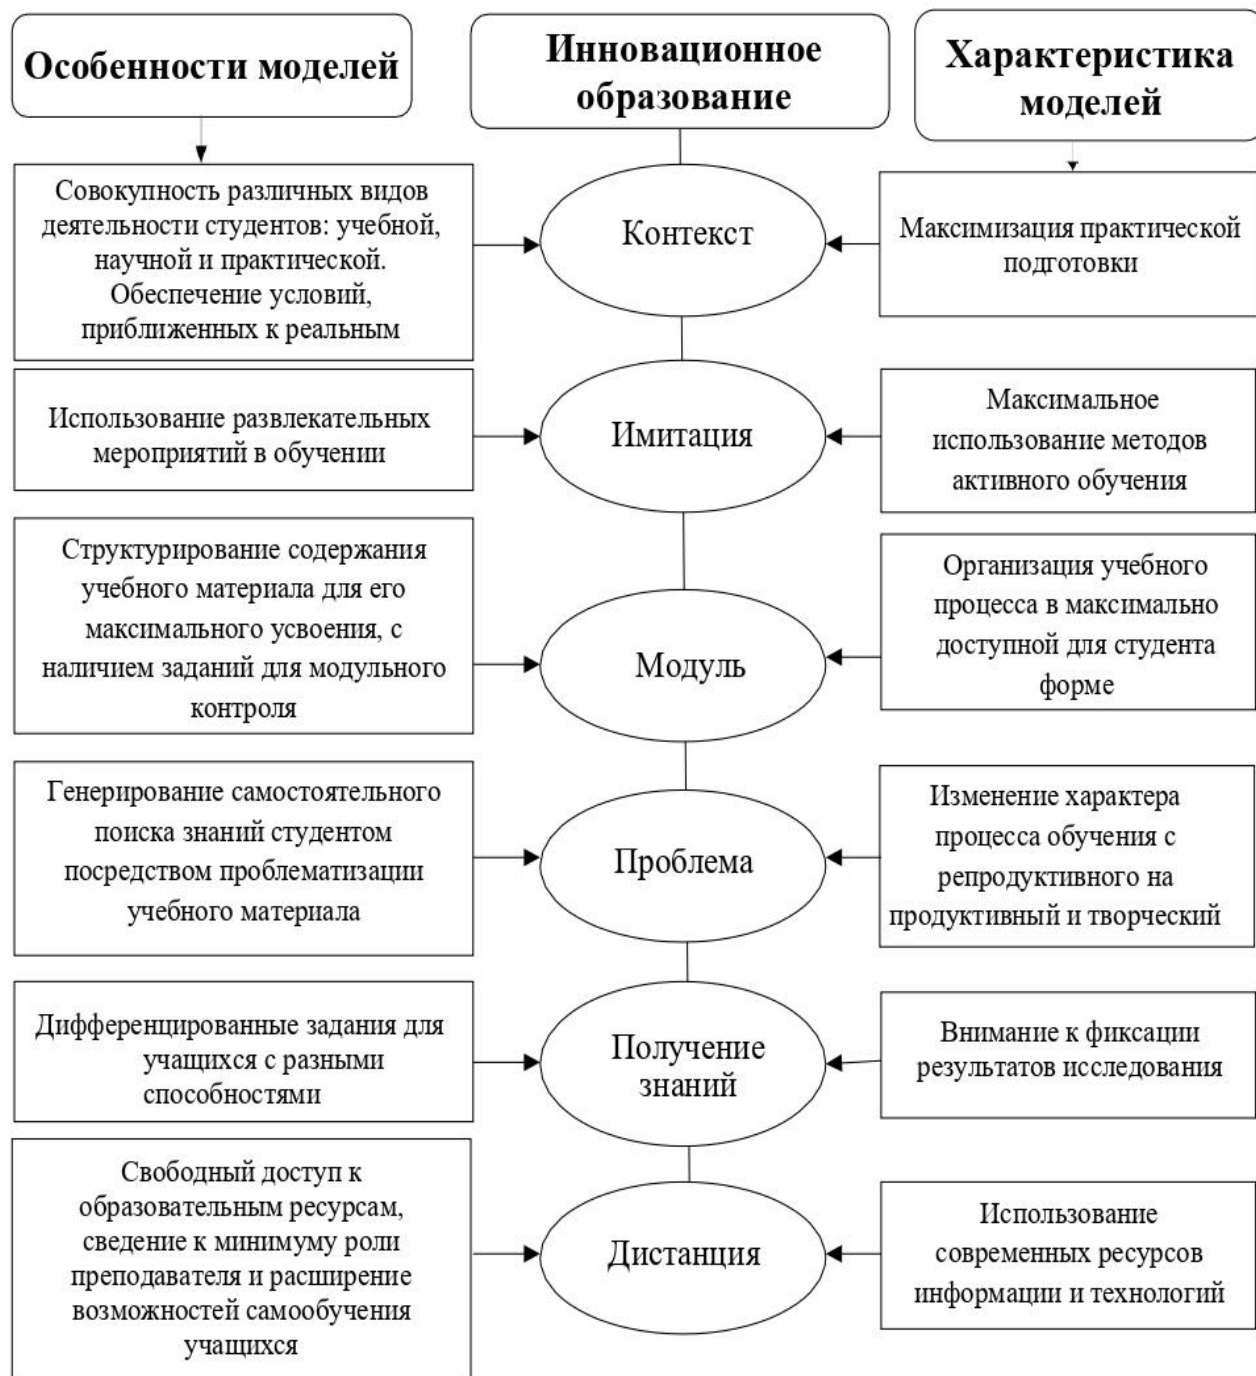 Особенности моделей
Инновационное
образование
Характеристика
моделей
Совокупность различных видов
деятельности студентов: учебной,
научной и практической.
Обеспечение условий,
приближенных к реальным
Контекст
Максимизация практической
подготовки
Использование развлекательных
мероприятий в обучении
Имитация
Максимальное
использование методов
активного обучения
Структурирование содержания
учебного материала для его
максимального усвоения, с
наличием заданий для модульного
контроля
Модуль
Организация учебного
процесса в максимально
доступной для студента
форме
Генерирование самостоятельного
поиска знаний студентом
посредством проблематизации
учебного материала
Проблема
Изменение характера
процесса обучения с
репродуктивного на
продуктивный и творческий
Дифференцированные задания для
учащихся с разными
способностями
Получение
знаний
Внимание к фиксации
результатов исследования
Свободный доступ к
образовательным ресурсам,
сведение к минимуму роли
преподавателя и расширение
возможностей самообучения
учащихся
Дистанция
Использование
современных ресурсов
информации и технологий